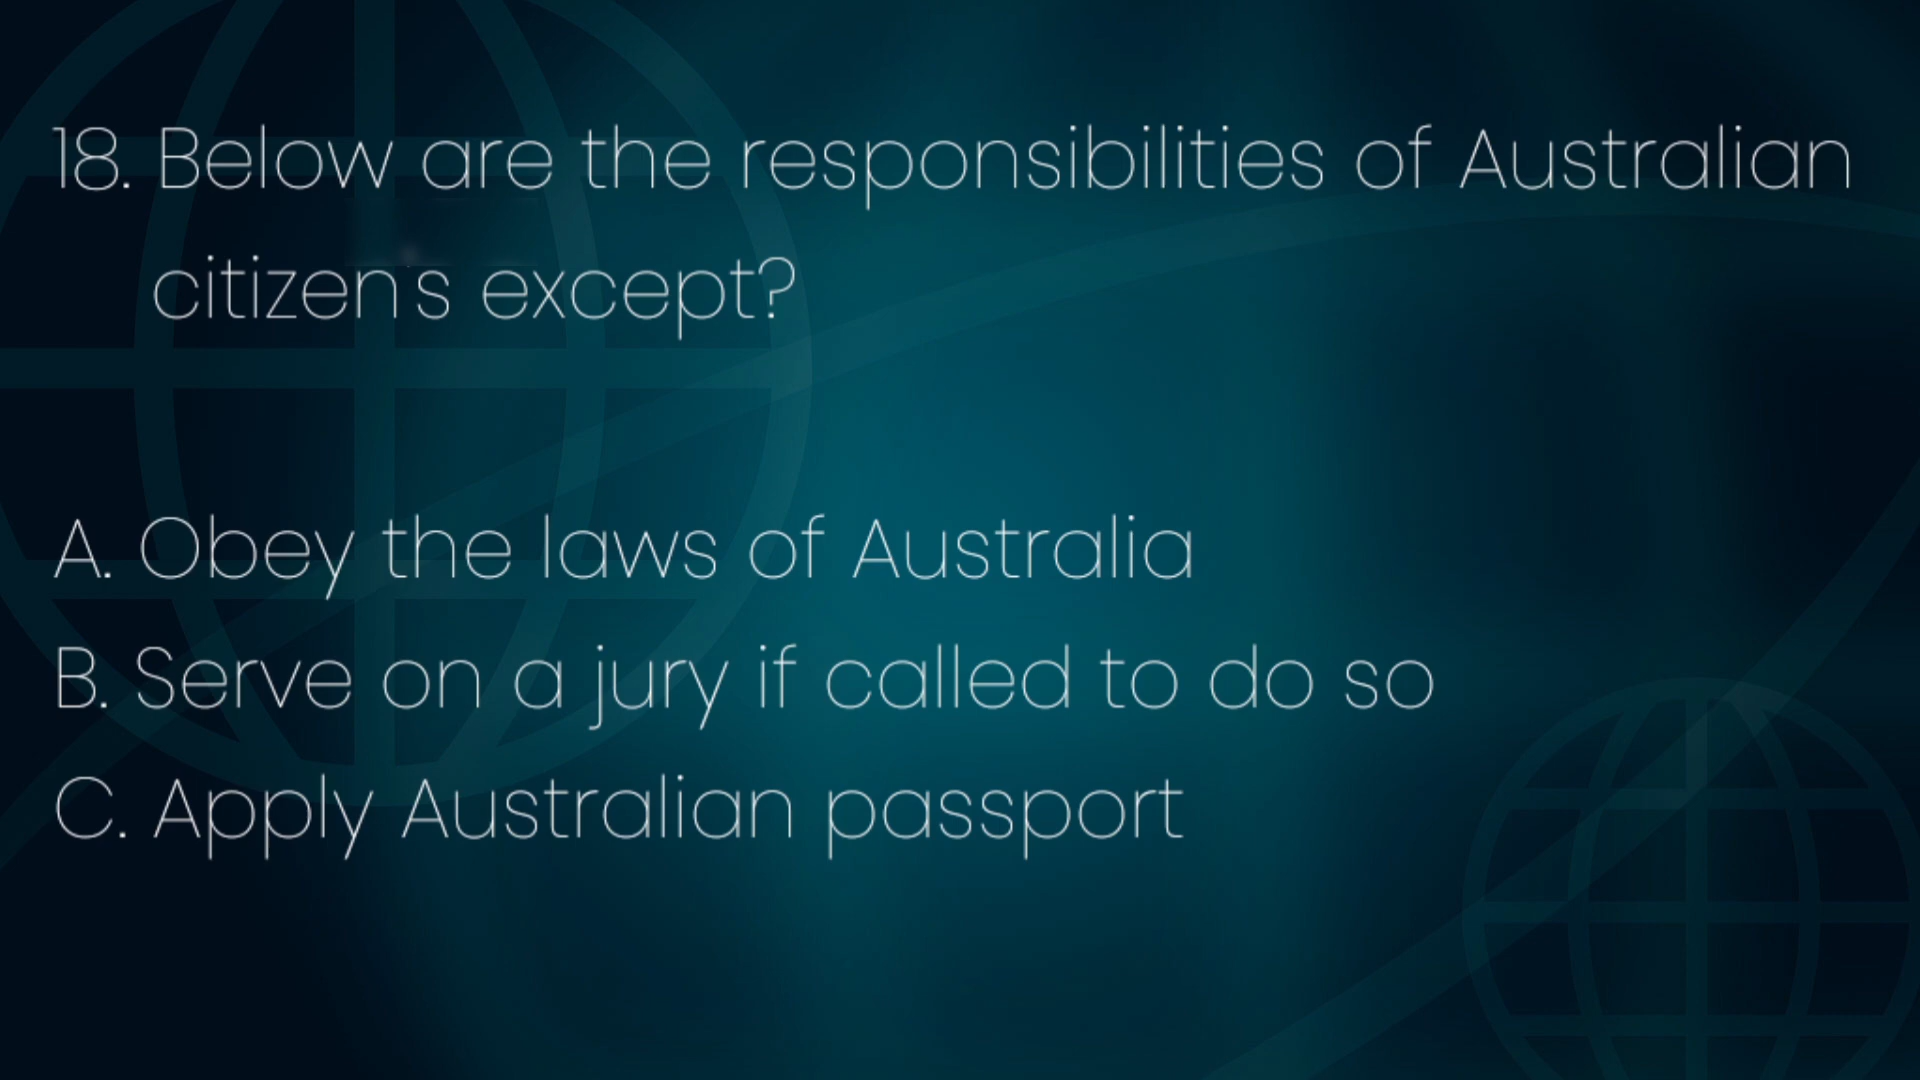 18. Below are the responsibilities of Australian
citizen's except?
A. Obey the laws of Australia
B. Serve on a jury if called to do so
C. Apply Australian passport